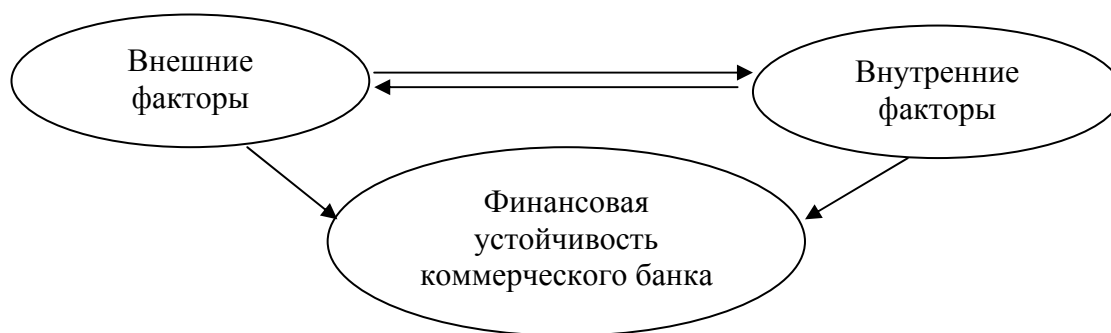 Внешние
факторы
Внутренние
факторы
Финансовая
устойчивость
коммерческого банка